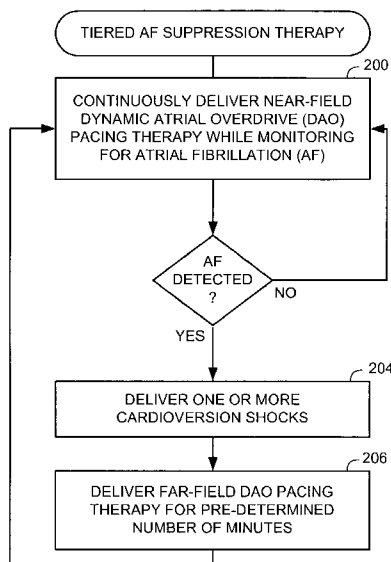 TIERED AF SUPPRESSION THERAPY
200
CONTINUOUSLY DELIVER NEAR-FIELD
DYNAMIC ATRIAL OVERDRIVE (DAO)
PACING THERAPY WHILE MONITORING
FOR ATRIAL FIBRILLATION (AF)
AF
DETECTED
?
NO
YES
204
DELIVER ONE OR MORE
CARDIOVERSION SHOCKS
206
DELIVER FAR-FIELD DAO PACING
THERAPY FOR PRE-DETERMINED
NUMBER OF MINUTES